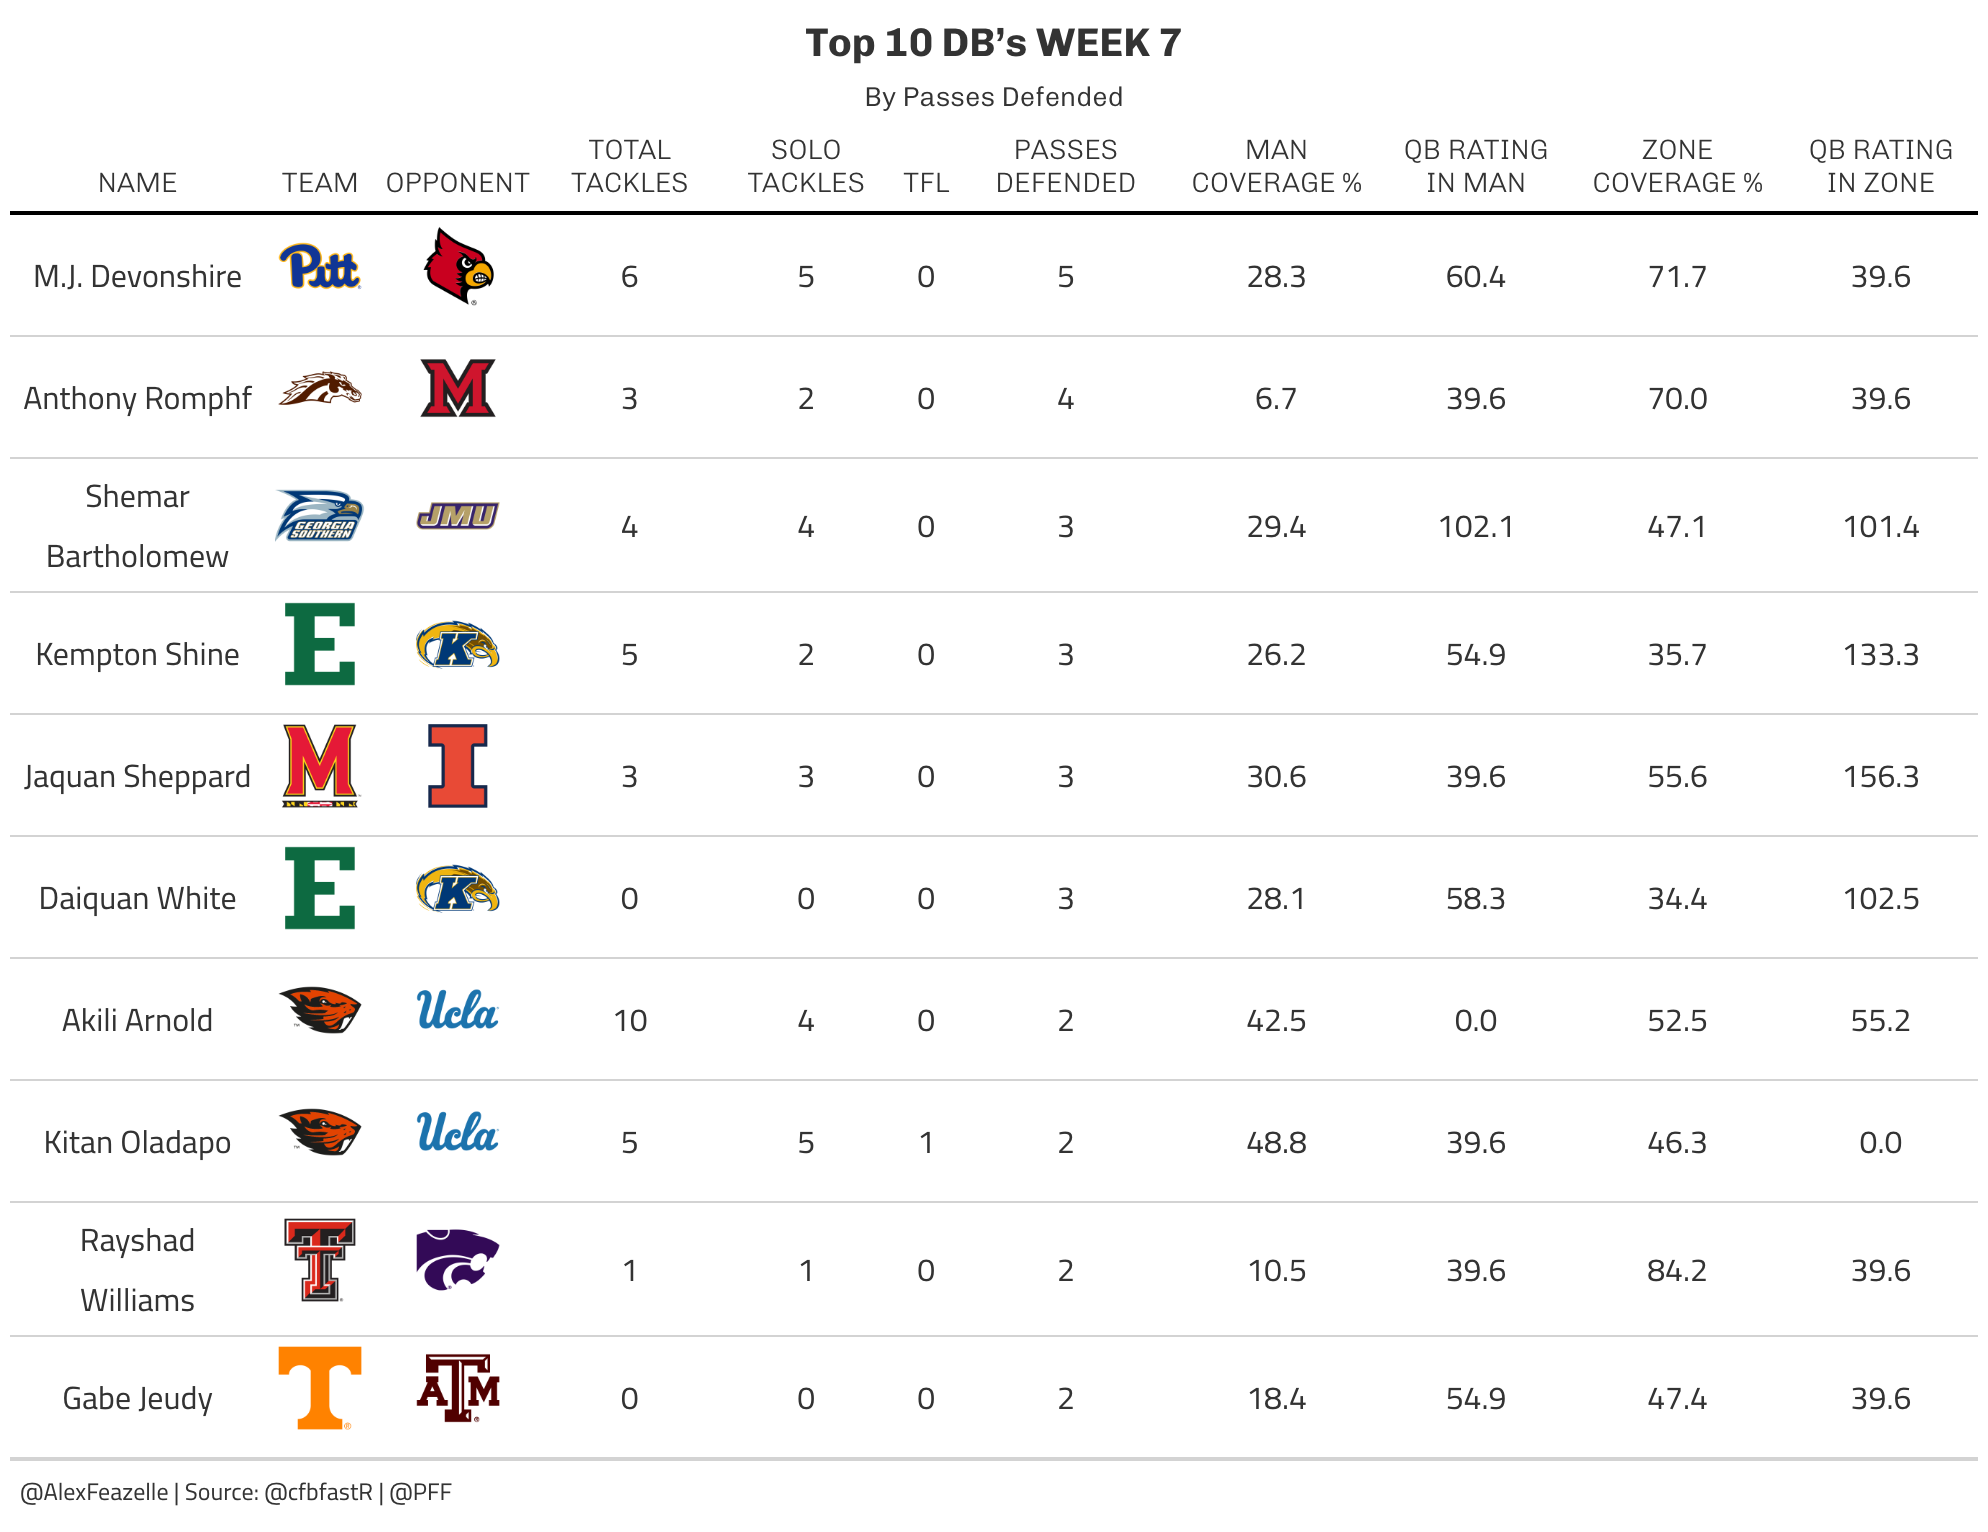 Top 10 DB’s WEEK 7
By Passes Defended
NAME TEAM OPPONENT TOTAL TACKLES SOLO TACKLES TFL PASSES DEFENDED MAN COVERAGE % QB RATING IN MAN ZONE COVERAGE % QB RATING IN ZONE
M.J. Devonshire Pitt 6 5 0 5 28.3 60.4 71.7 39.6
Anthony Romphf M 3 2 0 4 6.7 39.6 70.0 39.6
Shemar Bartholomew GEORGIA SOUTHERN JMU 4 4 0 3 29.4 102.1 47.1 101.4
Kempton Shine E K 5 2 0 3 26.2 54.9 35.7 133.3
Jaquan Sheppard M I 3 3 0 3 30.6 39.6 55.6 156.3
Daiquan White E K 0 0 0 3 28.1 58.3 34.4 102.5
Akili Arnold Ucla 10 4 0 2 42.5 0.0 52.5 55.2
Kitan Oladapo Ucla 5 5 1 2 48.8 39.6 46.3 0.0
Rayshad Williams TT 1 1 0 2 10.5 39.6 84.2 39.6
Gabe Jeudy T ATM 0 0 0 2 18.4 54.9 47.4 39.6
@AlexFeazelle | Source: @cfbfastR | @PFF